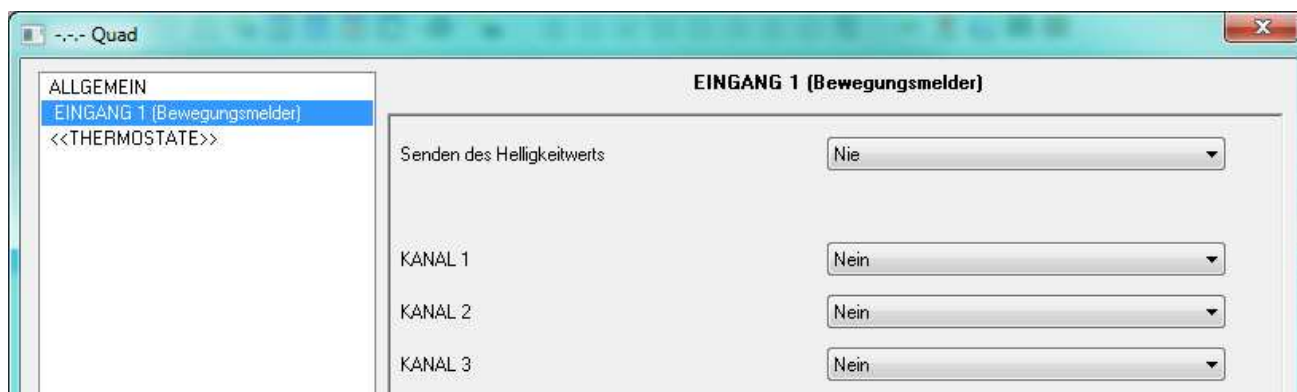 -.-.- Quad
ALLGEMEIN
EINGANG 1 (Bewegungsmelder)
<<THERMOSTATE>>
EINGANG 1 (Bewegungsmelder)
Senden des Helligkeitwerts
Nie
KANAL 1
Nein
KANAL 2
Nein
KANAL 3
Nein